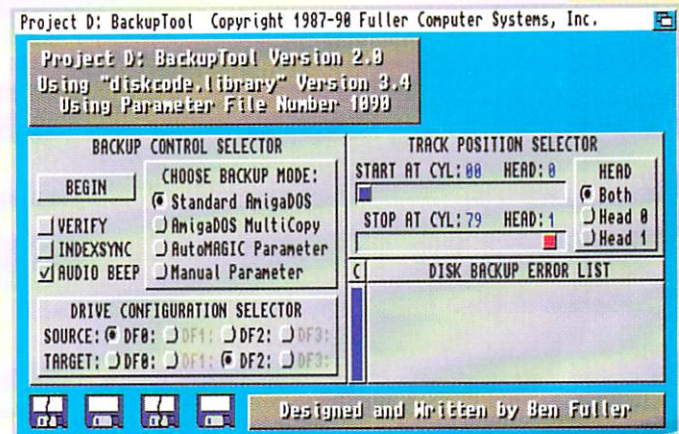 Project D: BackupTool Copyright 1987-90 Fuller Computer Systems, Inc.
Project D: BackupTool Version 2.0
Using "diskcode.library" Version 3.4
Using Parameter File Number 1090
BACKUP CONTROL SELECTOR
BEGIN
VERIFY
INDEXSYNC
AUDIO BEEP
CHOOSE BACKUP MODE:
Standard AmigaDOS
AmigaDOS MultiCopy
AutoMAGIC Parameter
Manual Parameter
DRIVE CONFIGURATION SELECTOR
SOURCE: DF0: DF1: DF2: DF3:
TARGET: DF0: DF1: DF2: DF3:
TRACK POSITION SELECTOR
START AT CYL: 00 HEAD: 0
STOP AT CYL: 79 HEAD: 1
HEAD
Both
Head 0
Head 1
C DISK BACKUP ERROR LIST
Designed and Written by Ben Fuller